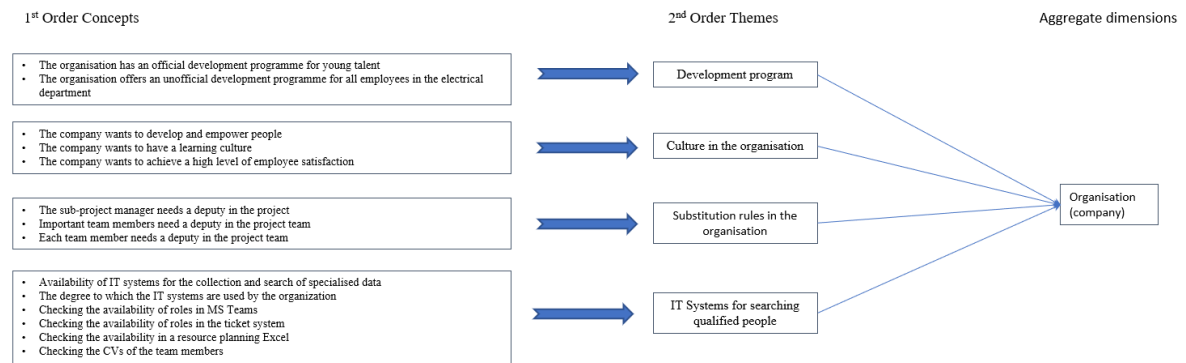 1st Order Concepts
2nd Order Themes
Aggregate dimensions
• The organisation has an official development programme for young talent
• The organisation offers an unofficial development programme for all employees in the electrical
department
Development program
• The company wants to develop and empower people
• The company wants to have a learning culture
• The company wants to achieve a high level of employee satisfaction
Culture in the organisation
• The sub-project manager needs a deputy in the project
• Important team members need a deputy in the project team
• Each team member needs a deputy in the project team
Substitution rules in the
organisation
• Availability of IT systems for the collection and search of specialised data
• The degree to which the IT systems are used by the organization
• Checking the availability of roles in MS Teams
• Checking the availability of roles in the ticket system
• Checking the availability in a resource planning Excel
• Checking the CVs of the team members
IT Systems for searching
qualified people
Organisation
(company)